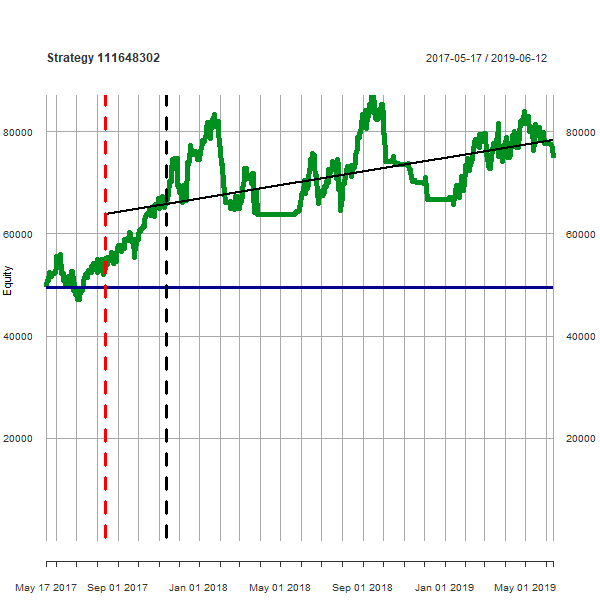 Strategy 111648302
2017-05-17 / 2019-06-12
80000
80000
60000
60000
Equity
40000
40000
20000
20000
May 17 2017
Sep 01 2017
Jan 01 2018
May 01 2018
Sep 01 2018
Jan 01 2019
May 01 2019